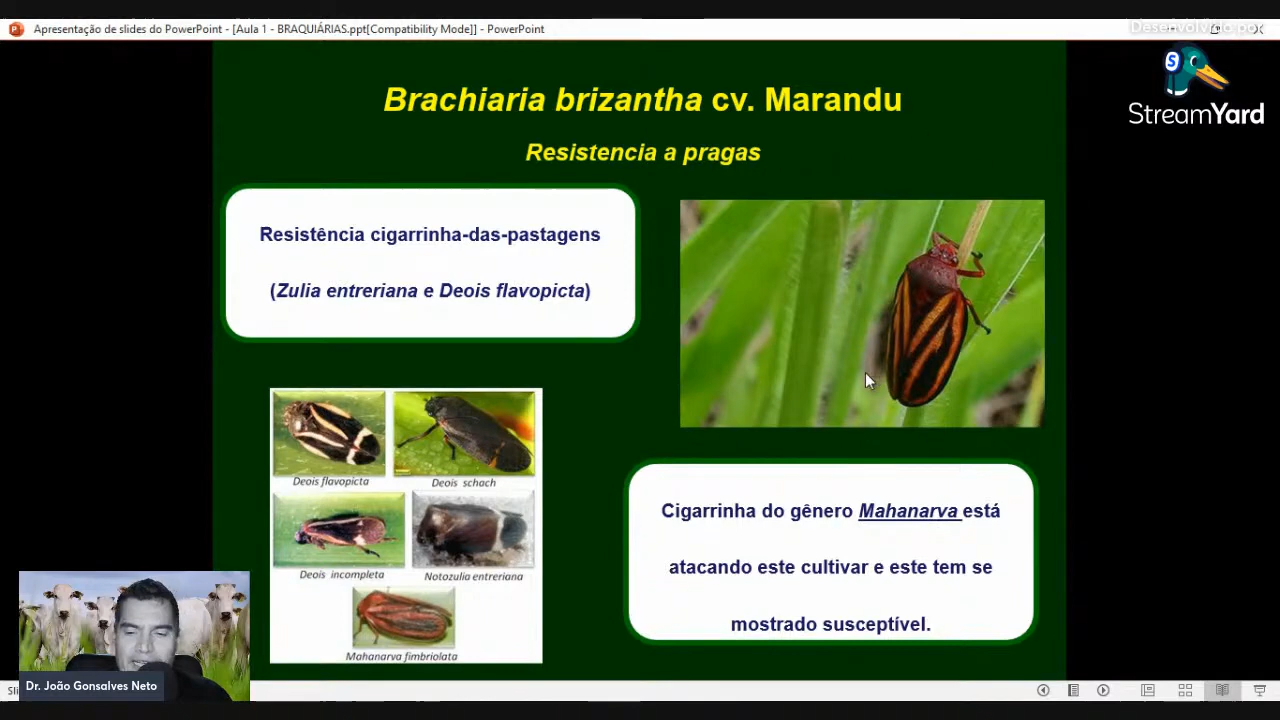 Apresentação de slides do PowerPoint - [Aula 1 - BRAQUIÁRIAS.ppt[Compatibility Mode]] - PowerPoint
Desenvolvido por
StreamYard
Brachiaria brizantha cv. Marandu
Resistencia a pragas
Resistência cigarrinha-das-pastagens
(Zulia entreriana e Deois flavopicta)
Deois flavopicta
Deois schach
Deois incompleta
Notozulia entreriana
Mahanarva fimbriolata
Cigarrinha do gênero Mahanarva está
atacando este cultivar e este tem se
mostrado susceptível.
Dr. João Gonsalves Neto